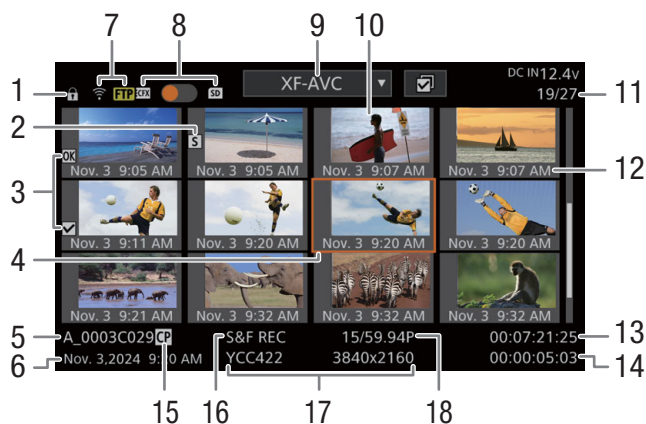 7 8 9 10
XF-AVC
DC IN12.4v
FTP CFX SD
19/27
1 11
2 S
OK
Nov. 3 9:05 AM Nov. 3 9:05 AM Nov. 3 9:07 AM Nov. 3 9:07 AM
12
3
Nov. 3 9:11 AM Nov. 3 9:20 AM Nov. 3 9:20 AM Nov. 3 9:20 AM
4
Nov. 3 9:21 AM Nov. 3 9:32 AM Nov. 3 9:32 AM Nov. 3 9:32 AM
5 A_0003C029 CP S&F REC 15/59.94P 00:07:21:25 13
6 Nov. 3,2024 9:20 AM YCC422 3840x2160 00:00:05:03 14
15 16 17 18